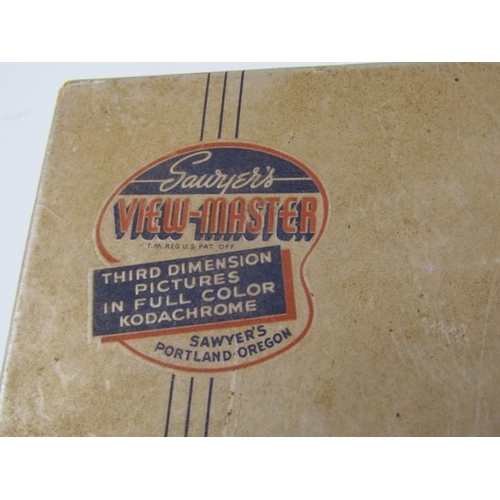 Sawyer's
VIEW-MASTER
T.M. REG U.S. PAT. OFF.
THIRD DIMENSION
PICTURES
IN FULL COLOR
KODACHROME
SAWYER'S
PORTLAND-OREGON